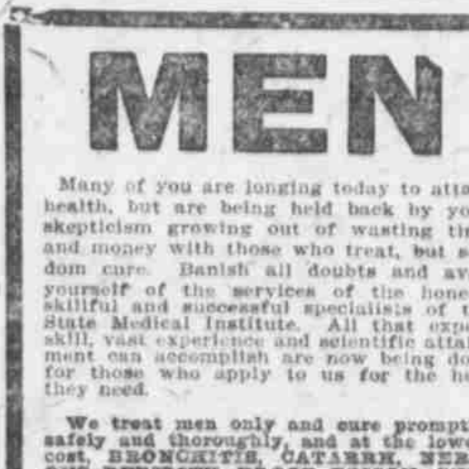 MEN
Many of you are longing today to atta
health, but are being held back by yo
skepticism growing out of wasting ti
and money with those who treat, but s
dom cure. Banish all doubts and av
yourself of the services of the hone
skillful and successful specialists of t
State Medical Institute. All that exp
skill, vast experience and scientific attai
ment can accomplish are now being do
for those who apply to us for the he
they need.
We treat men only and cure prompt
safely and thoroughly, and at the lowe
cost, BRONCHITIS, CATARRH, NER